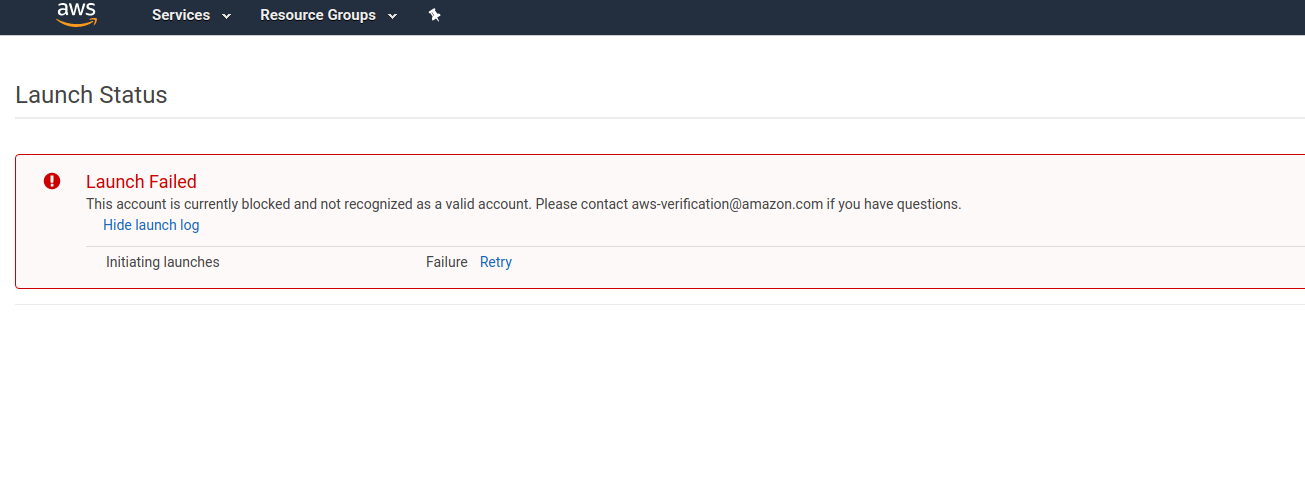 aws Services Resource Groups
Launch Status
Launch Failed
This account is currently blocked and not recognized as a valid account. Please contact aws-verification@amazon.com if you have questions.
Hide launch log
Initiating launches Failure Retry